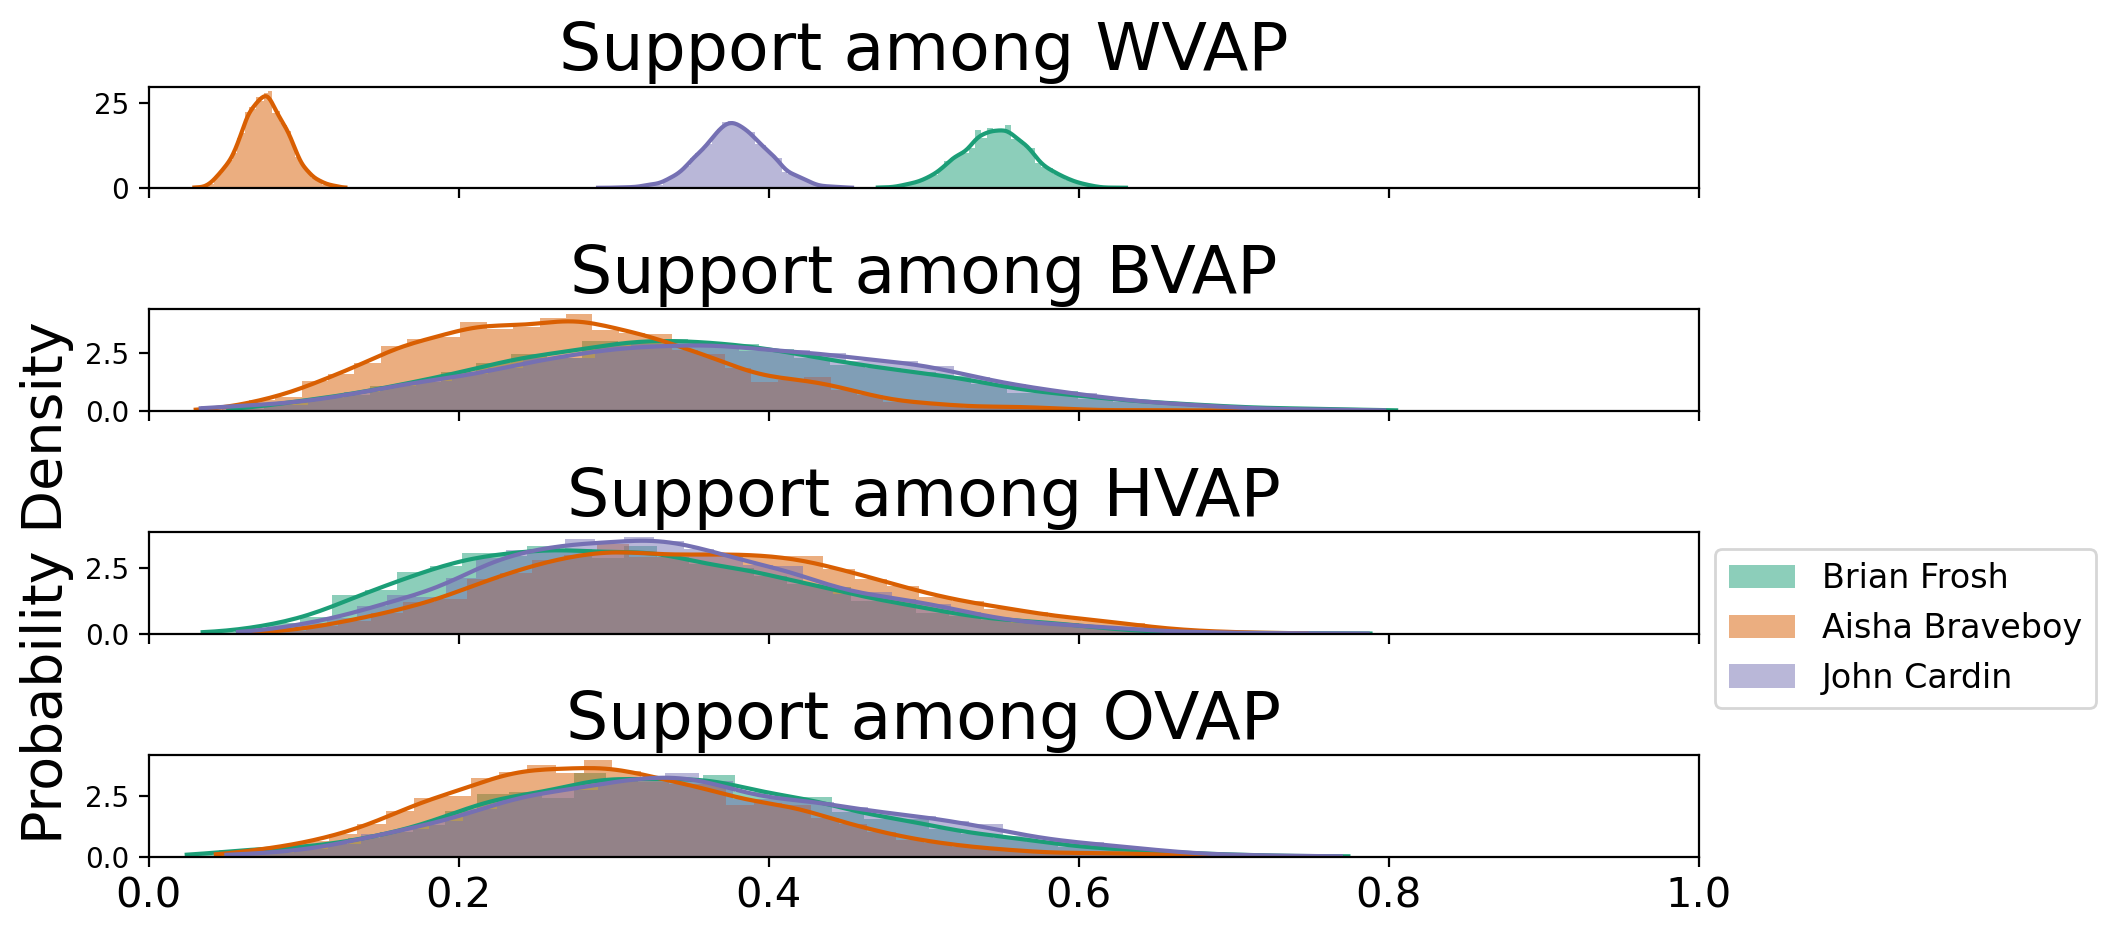 Support among WVAP
25
0
Support among BVAP
2.5
0.0
Support among HVAP
2.5
0.0
Support among OVAP
2.5
0.0
0.0 0.2 0.4 0.6 0.8 1.0
Probability Density
Brian Frosh
Aisha Braveboy
John Cardin